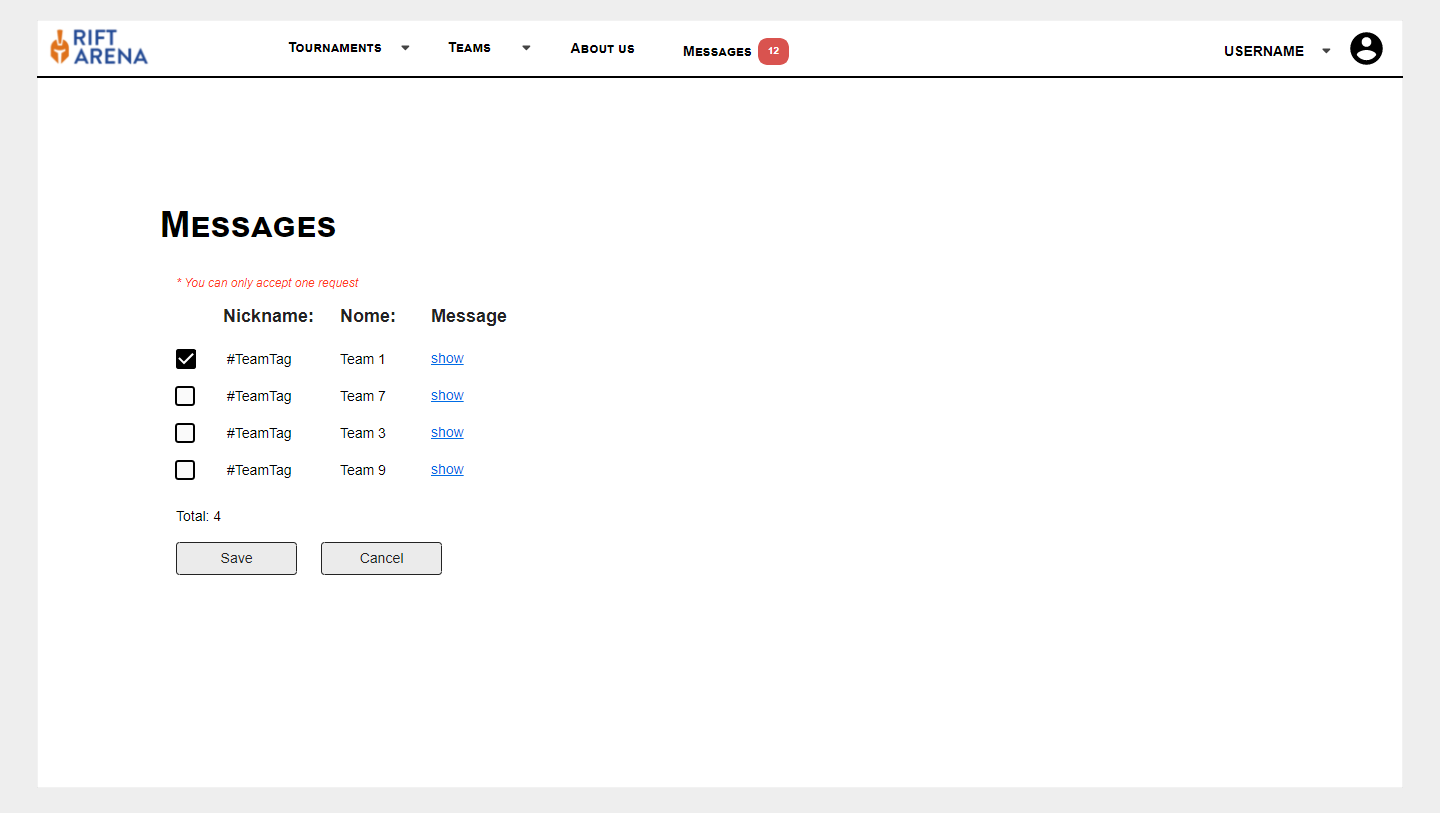 RIFT
ARENA
Tournaments Teams About us Messages 12 USERNAME
Messages
* You can only accept one request
Nickname: Nome: Message
#TeamTag Team 1 show
#TeamTag Team 7 show
#TeamTag Team 3 show
#TeamTag Team 9 show
Total: 4
Save Cancel